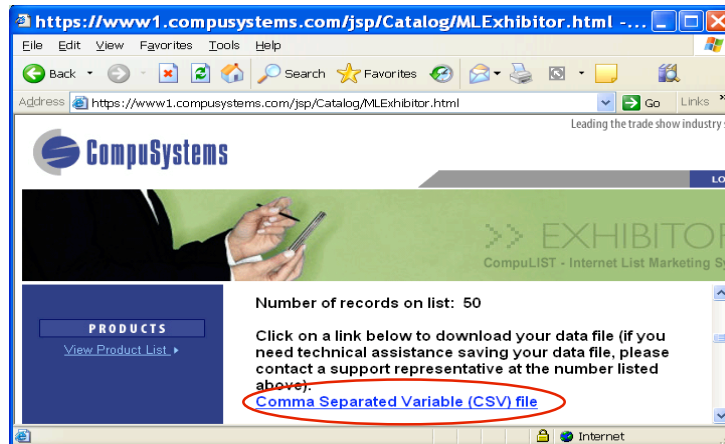 https://www1.compusystems.com/jsp/Catalog/MLExhibitor.html -...
File Edit View Favorites Tools Help
Back Search Favorites
Address https://www1.compusystems.com/jsp/Catalog/MLExhibitor.html Go Links »
Leading the trade show industry
CompuSystems
LO
>> EXHIBITOR
CompuLIST - Internet List Marketing Sy
PRODUCTS
View Product List
Number of records on list: 50
Click on a link below to download your data file (if you
need technical assistance saving your data file, please
contact a support representative at the number listed
above):
Comma Separated Variable (CSV) file
Internet